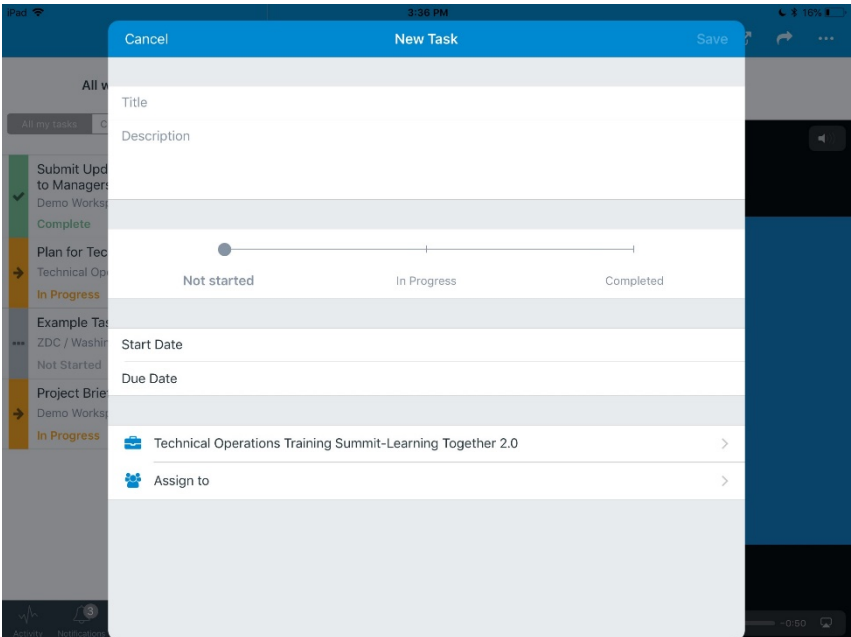 iPad 3:36 PM 16%
Cancel New Task Save
All w
All my tasks C
Title
Description
Submit Upd
to Managers
Demo Worksp
Complete
Plan for Tec
Technical Ope
In Progress
Example Tas
ZDC / Washin
Not Started
Project Brie
Demo Worksp
In Progress
Not started In Progress Completed
Start Date
Due Date
Technical Operations Training Summit-Learning Together 2.0
Assign to
3
Activity Notifications
-0:50